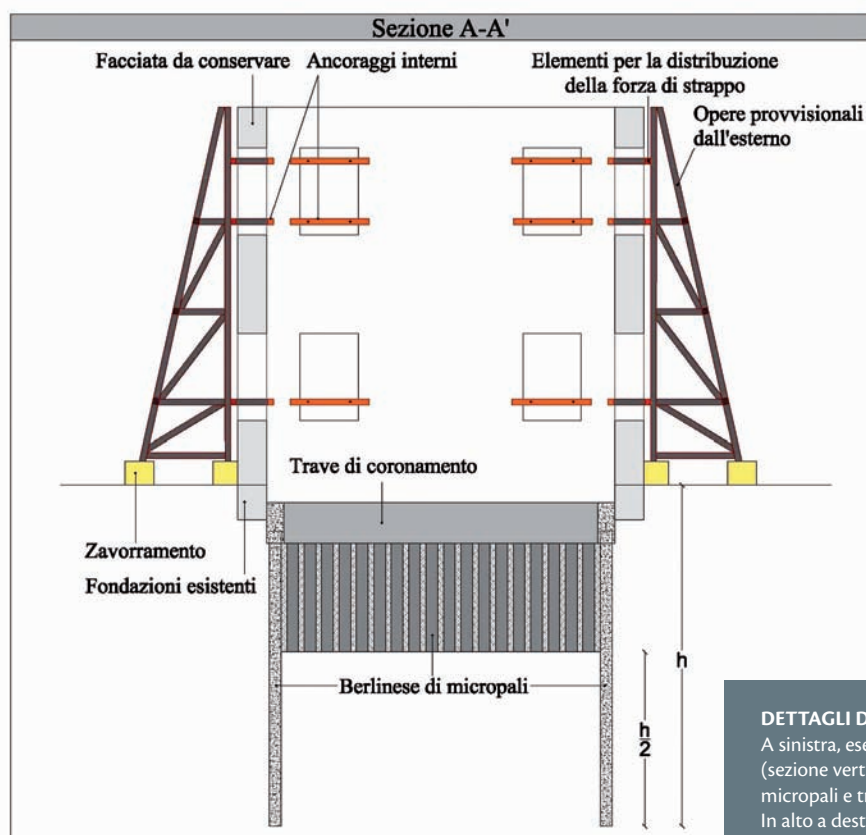 Sezione A-A'
Facciata da conservare
Ancoraggi interni
Elementi per la distribuzione
della forza di strappo
Opere provvisionali
dall'esterno
Trave di coronamento
Zavorramento
Fondazioni esistenti
Berlinese di micropali
h
h
2
DETTAGLI D
A sinistra, ese
(sezione vert
micropali e tr
In alto a dest